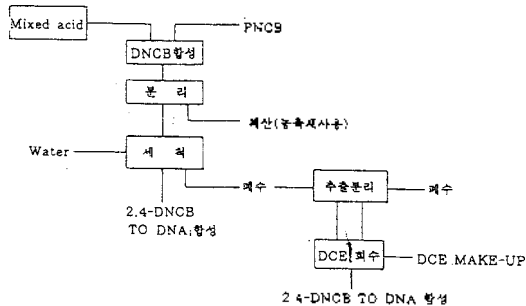 Mixed acid
PNCB
DNCB합성
분 리
폐산(농축재사용)
Water
세 척
폐수
추출분리
폐수
2.4-DNCB
TO DNA 합성
DCE 회수
DCE MAKE-UP
2 4-DNCB TO DNA 합성